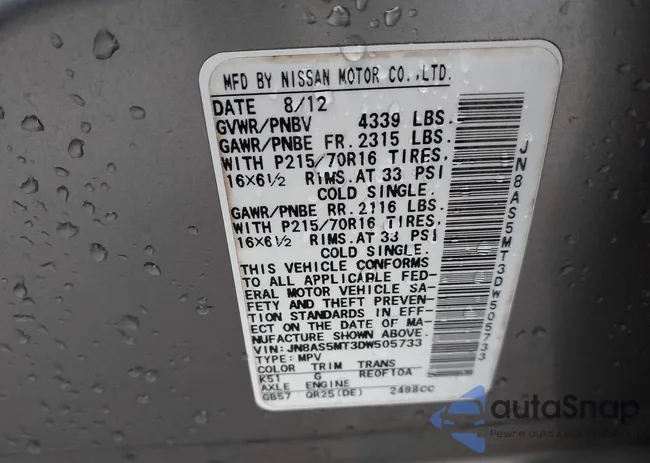 MFD BY NISSAN MOTOR CO.,LTD.
DATE 8/12
GVWR/PNBV 4339 LBS.
GAWR/PNBE FR. 2315 LBS.
WITH P215/70R16 TIRES.
16X6½ RIMS. AT 33 PSI
COLD SINGLE.
GAWR/PNBE RR. 2116 LBS.
WITH P215/70R16 TIRES.
16X6½ RIMS. AT 33 PSI
COLD SINGLE.
THIS VEHICLE CONFORMS
TO ALL APPLICABLE FED-
ERAL MOTOR VEHICLE SA-
FETY AND THEFT PREVEN-
TION STANDARDS IN EFF-
ECT ON THE DATE OF MA-
NUFACTURE SHOWN ABOVE
VIN: JN8AS5MT3DW505733
TYPE: MPV
COLOR TRIM TRANS
K51 G RE0F10A
AXLE ENGINE
GB57 QR25(DE) 2488CC
JN8AS5MT3DW505733
autaSnap
Pewne auta z